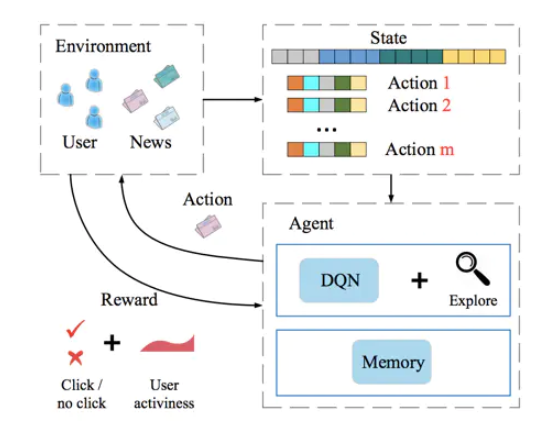 Environment
User
News
State
Action 1
Action 2
...
Action m
Action
Agent
DQN
+
Explore
Reward
+
Click /
no click
User
activiness
Memory